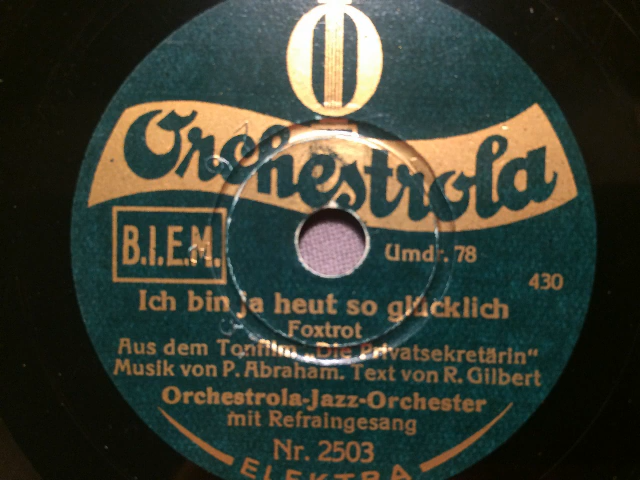 Orchestrola
B.I.E.M.
Umdr. 78
430
Ich bin ja heut so glücklich
Foxtrot
Aus dem Tonfilm „Die Privatsekretärin“
Musik von P. Abraham. Text von R. Gilbert
Orchestrola-Jazz-Orchester
mit Refraingesang
Nr. 2503
ELEKTRA